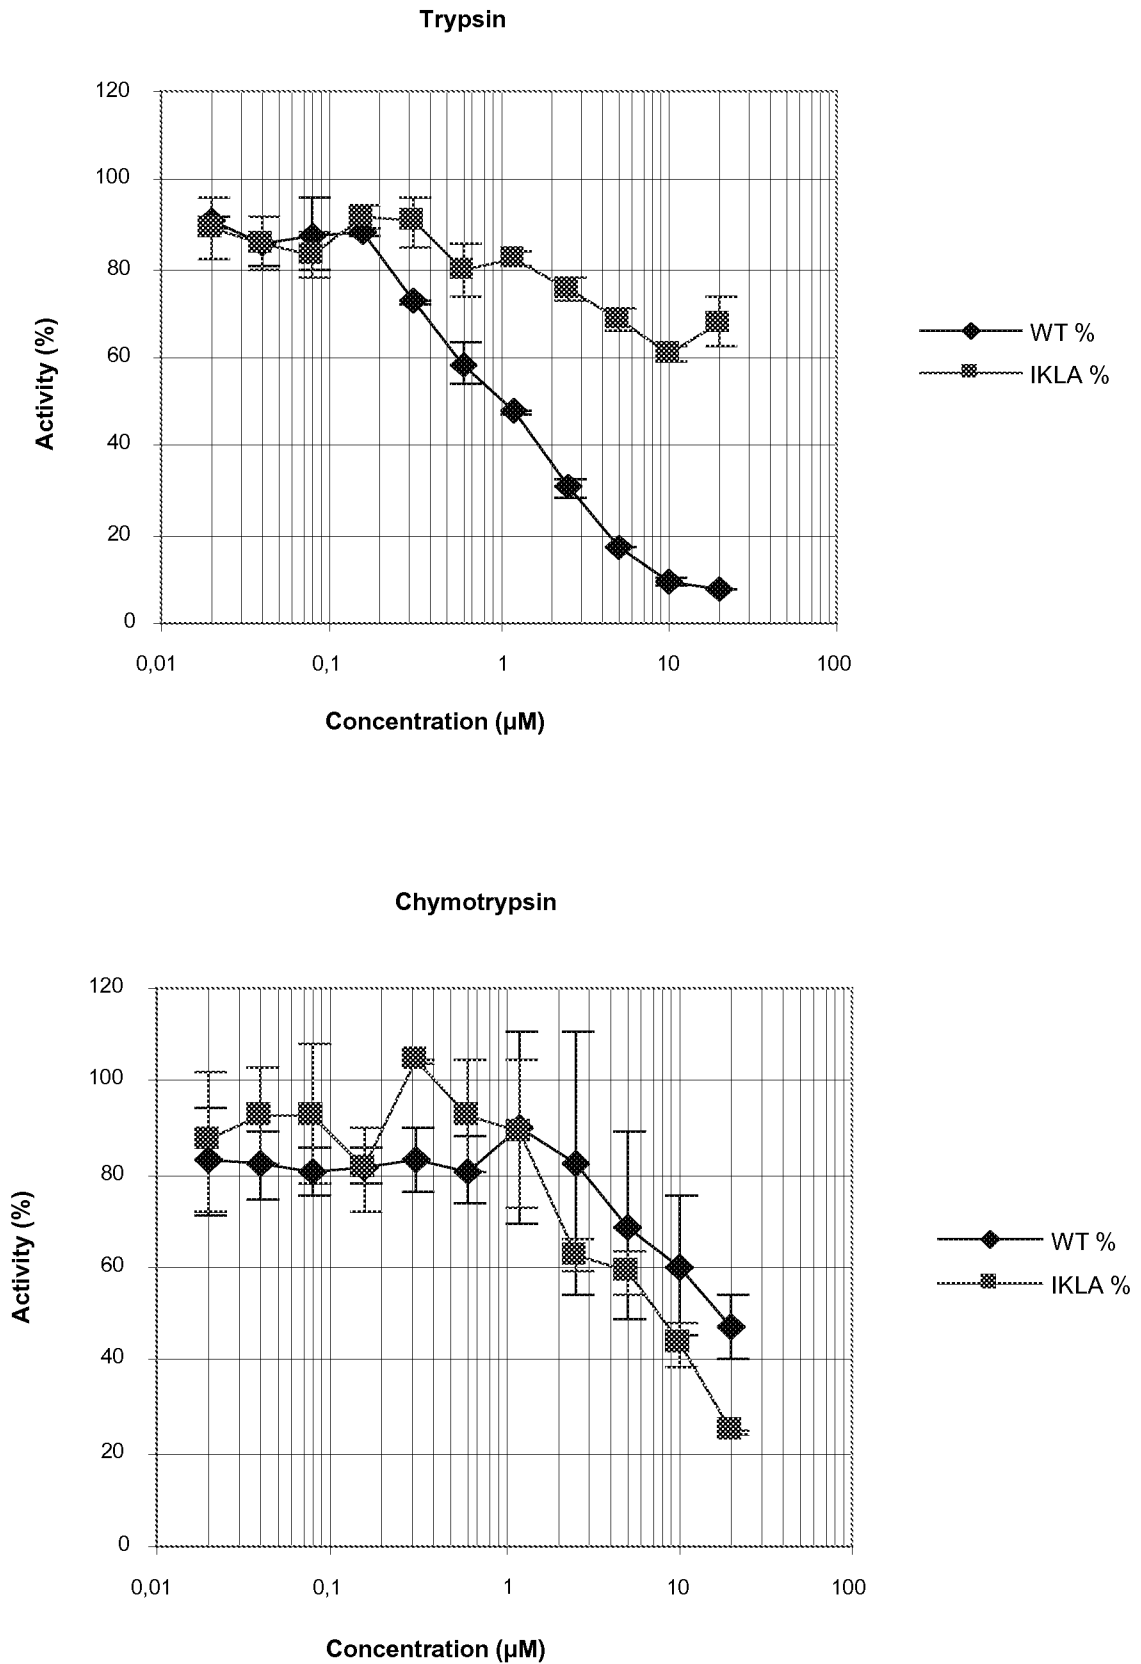 Trypsin
120
100
80
60
40
20
0
Activity (%)
0,01 0,1 1 10 100
Concentration (µM)
WT %
IKLA %
Chymotrypsin
120
100
80
60
40
20
0
Activity (%)
0,01 0,1 1 10 100
Concentration (µM)
WT %
IKLA %